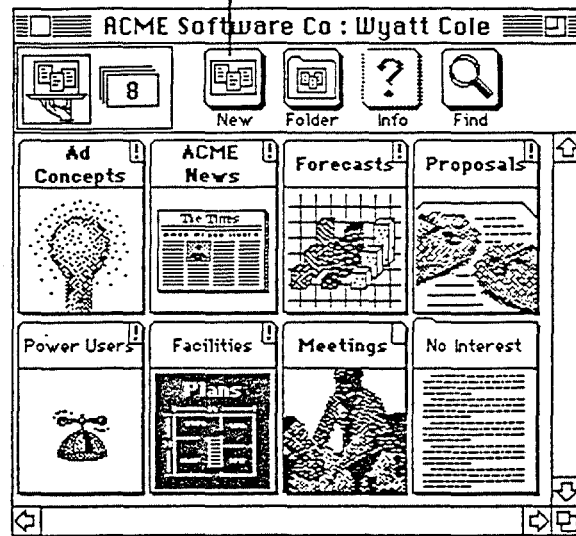 ACME Software Co : Wyatt Cole
8
New Folder Info Find
Ad Concepts
ACME News
Forecasts
Proposals
The Times
Power Users
Facilities
Meetings
No Interest
Plans